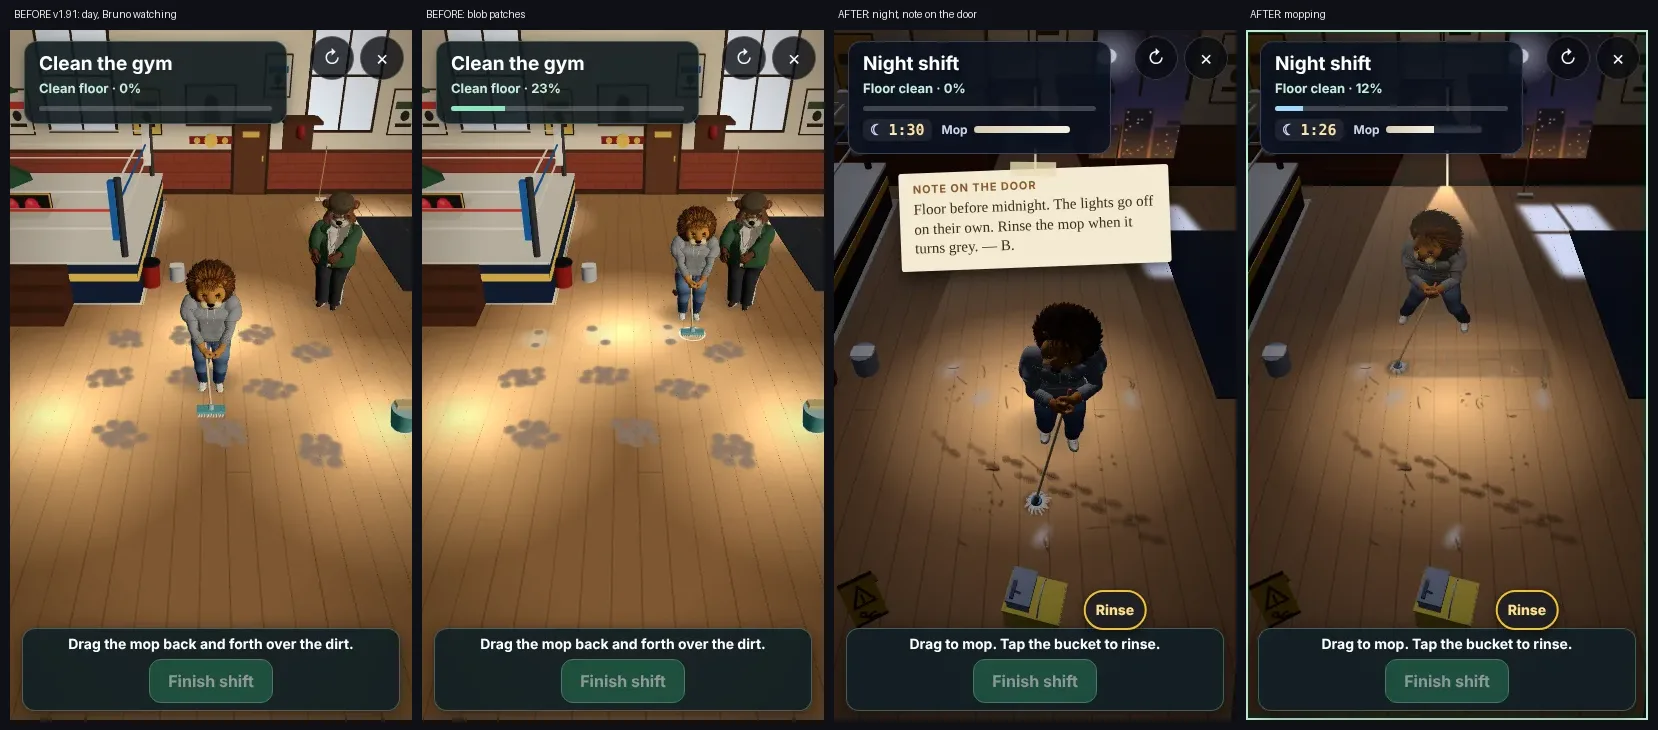 BEFORE v1.91: day, Bruno watching
Clean the gym
Clean floor · 0%
Drag the mop back and forth over the dirt.
Finish shift
BEFORE: blob patches
Clean the gym
Clean floor · 23%
Drag the mop back and forth over the dirt.
Finish shift
AFTER: night, note on the door
Night shift
Floor clean · 0%
1:30 Mop
NOTE ON THE DOOR
Floor before midnight. The lights go off
on their own. Rinse the mop when it
turns grey. — B.
Rinse
Drag to mop. Tap the bucket to rinse.
Finish shift
AFTER: mopping
Night shift
Floor clean · 12%
1:26 Mop
Rinse
Drag to mop. Tap the bucket to rinse.
Finish shift